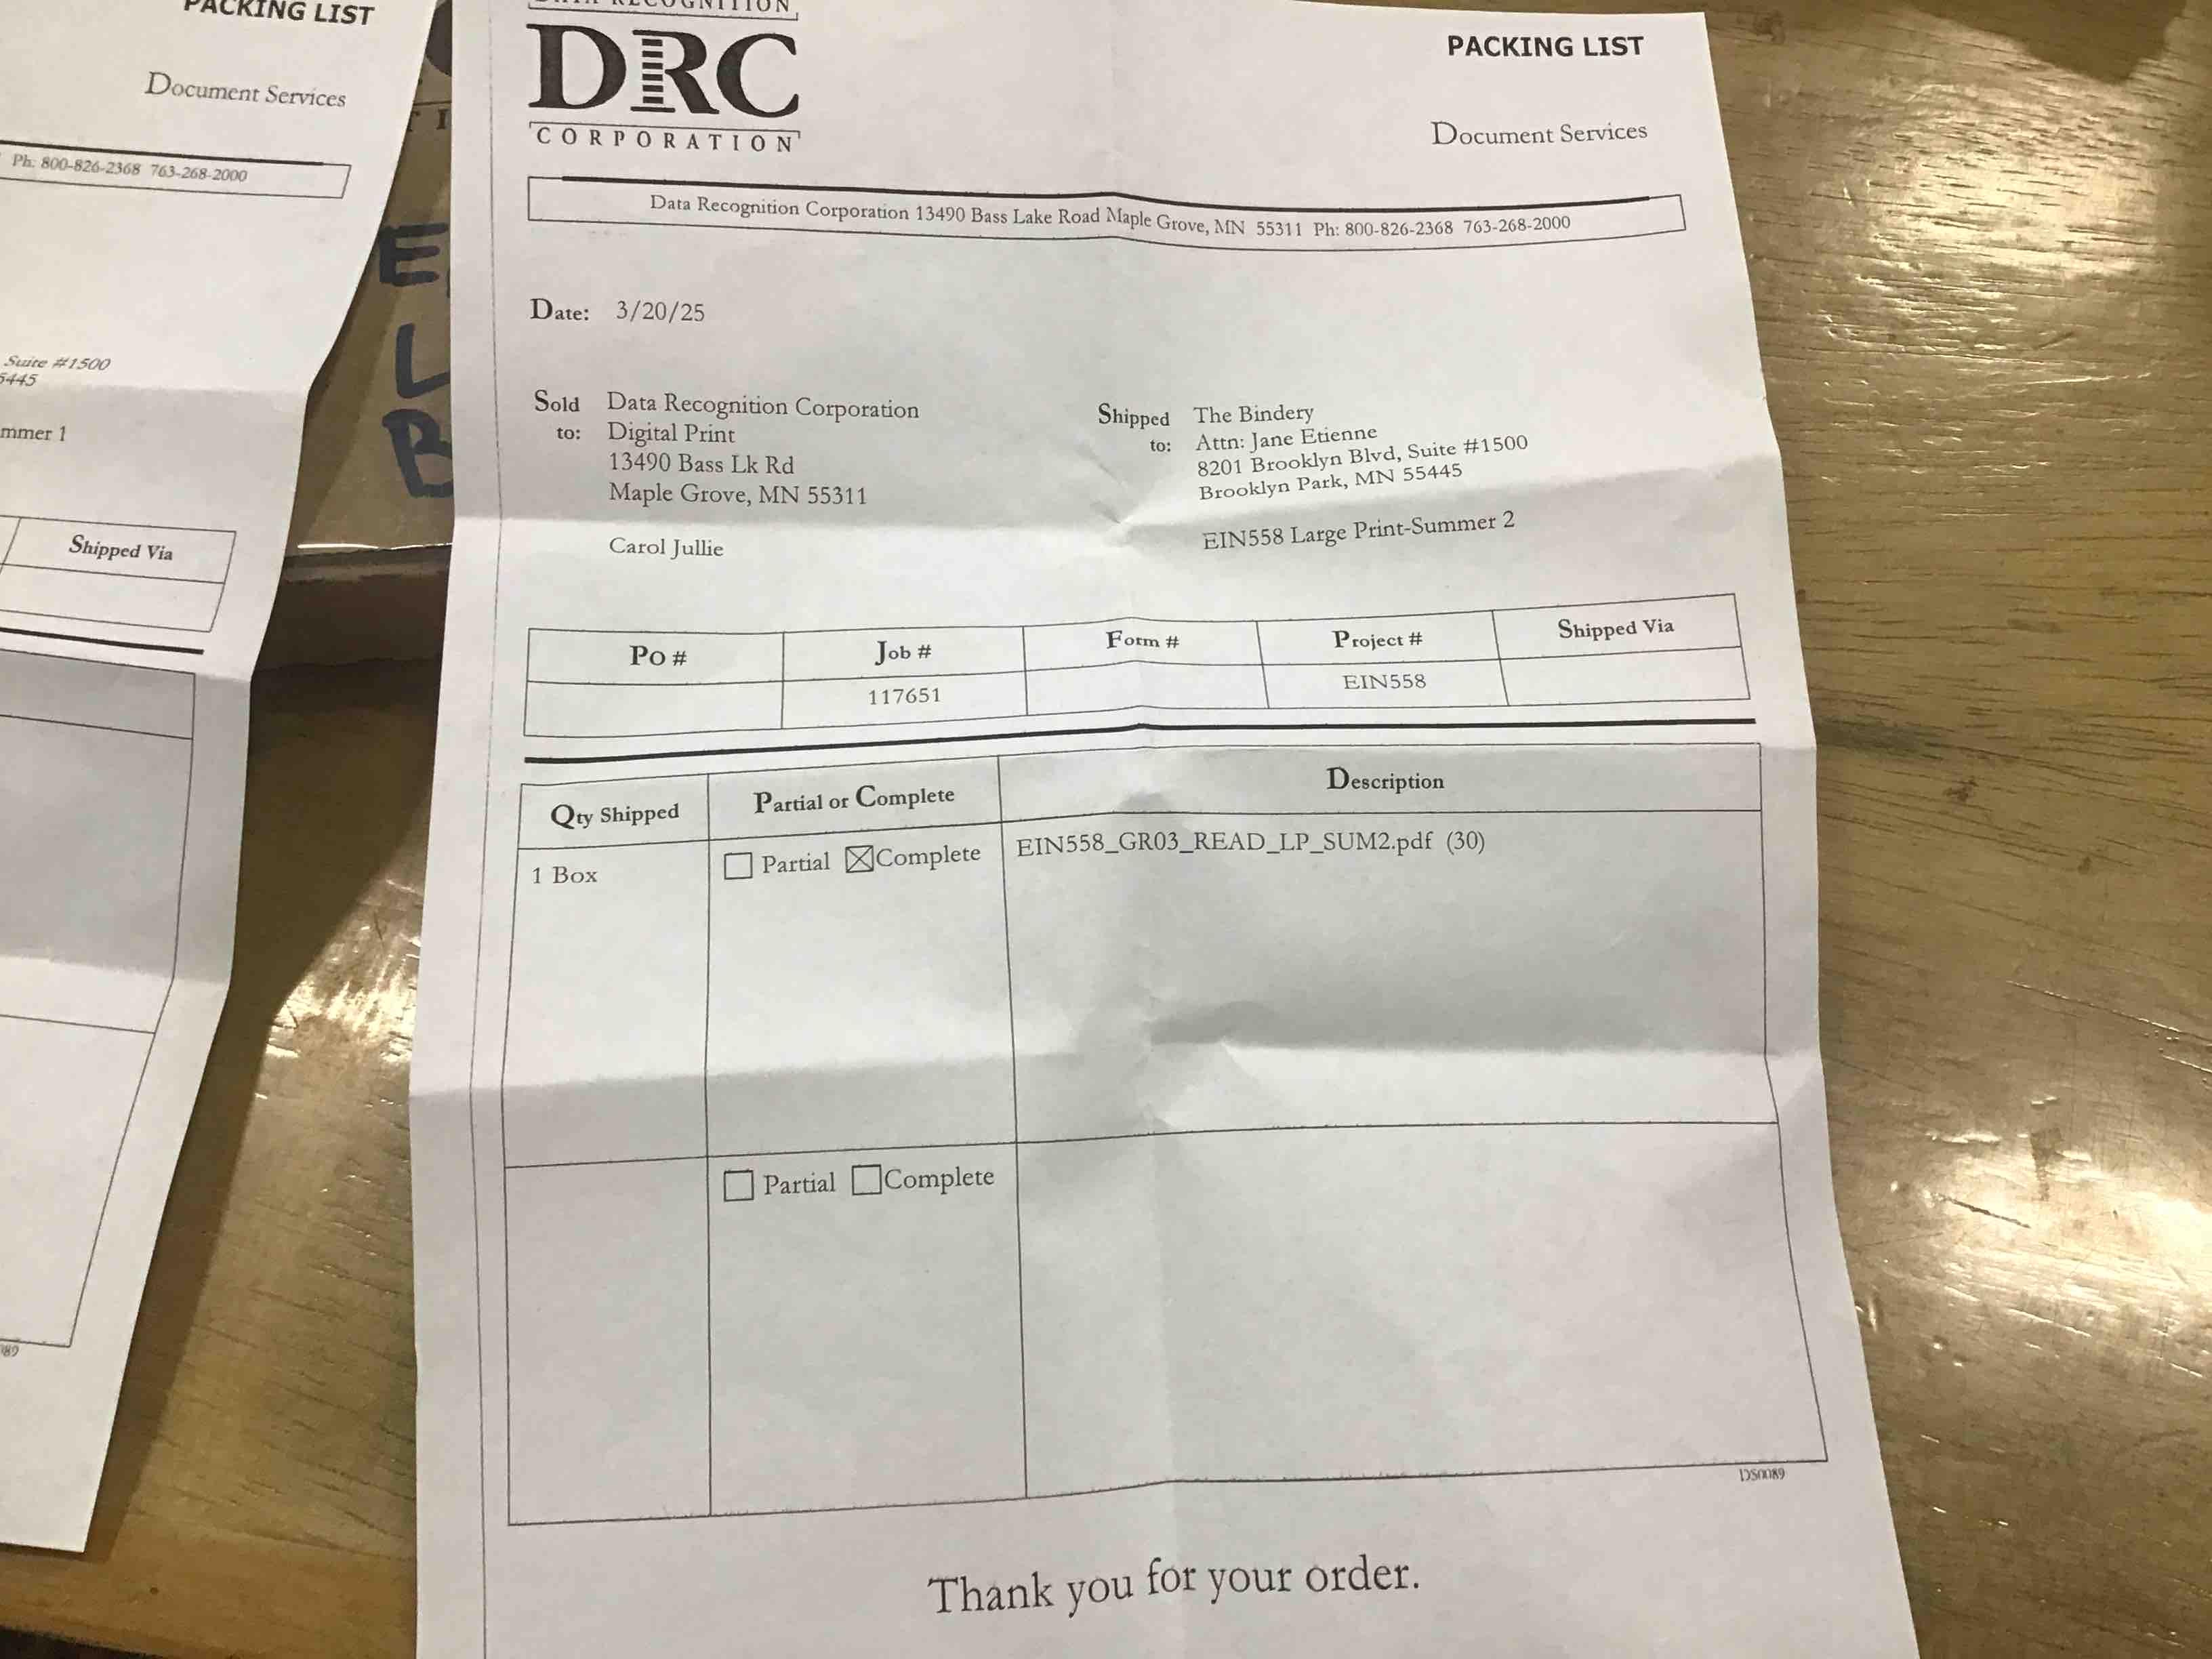 PACKING LIST
Document Services
Ph: 800-826-2368 763-268-2000
Suite #1500
5445
mmer 1
Shipped Via
E
L
B
DATA RECOGNITION
DRC
CORPORATION
PACKING LIST
Document Services
Data Recognition Corporation 13490 Bass Lake Road Maple Grove, MN 55311 Ph: 800-826-2368 763-268-2000
Date: 3/20/25
Sold to: Data Recognition Corporation
Digital Print
13490 Bass Lk Rd
Maple Grove, MN 55311
Carol Jullie
Shipped to: The Bindery
Attn: Jane Etienne
8201 Brooklyn Blvd, Suite #1500
Brooklyn Park, MN 55445
EIN558 Large Print-Summer 2
PO # Job # Form # Project # Shipped Via
117651 EIN558
Qty Shipped Partial or Complete Description
1 Box Partial Complete EIN558_GR03_READ_LP_SUM2.pdf (30)
Partial Complete
DS0089
Thank you for your order.